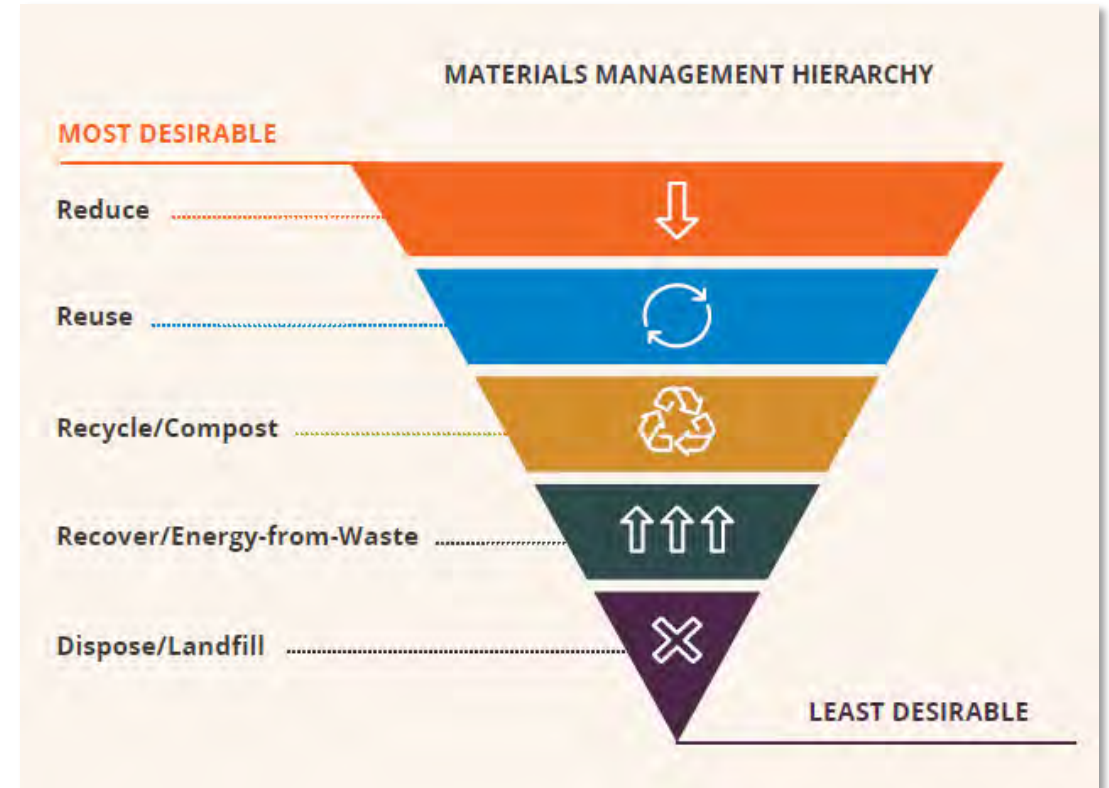 MATERIALS MANAGEMENT HIERARCHY
MOST DESIRABLE
Reduce
Reuse
Recycle/Compost
Recover/Energy-from-Waste
Dispose/Landfill
LEAST DESIRABLE